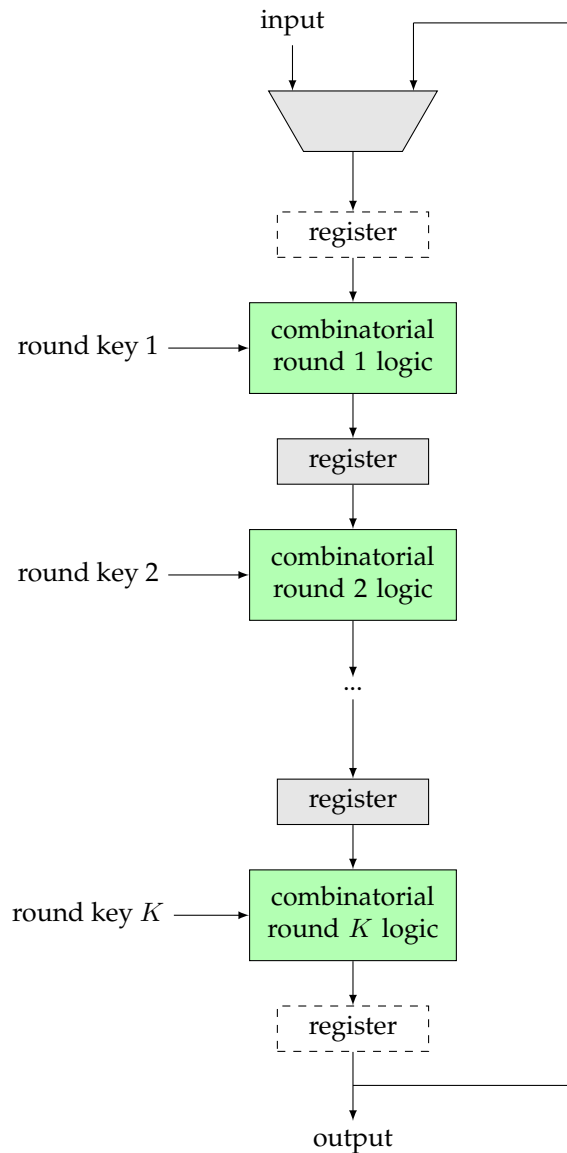 input
register
round key 1
combinatorial
round 1 logic
register
round key 2
combinatorial
round 2 logic
...
register
round key K
combinatorial
round K logic
register
output